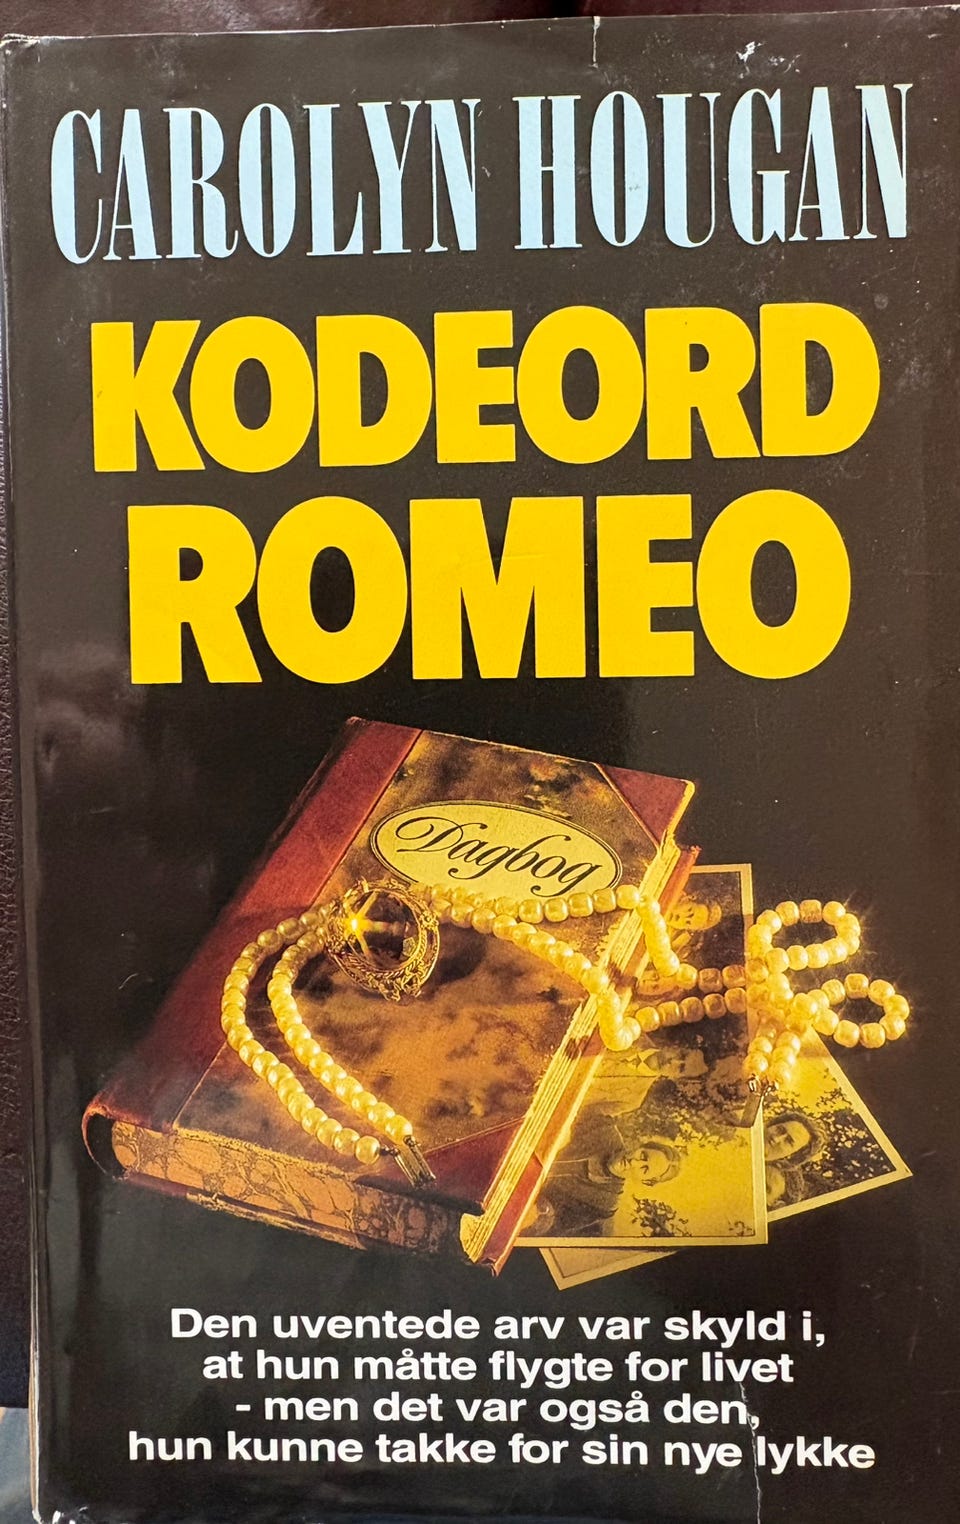 CAROLYN HOUGAN
KODEORD
ROMEO
Dagbog
Den uventede arv var skyld i,
at hun måtte flygte for livet
- men det var også den,
hun kunne takke for sin nye lykke